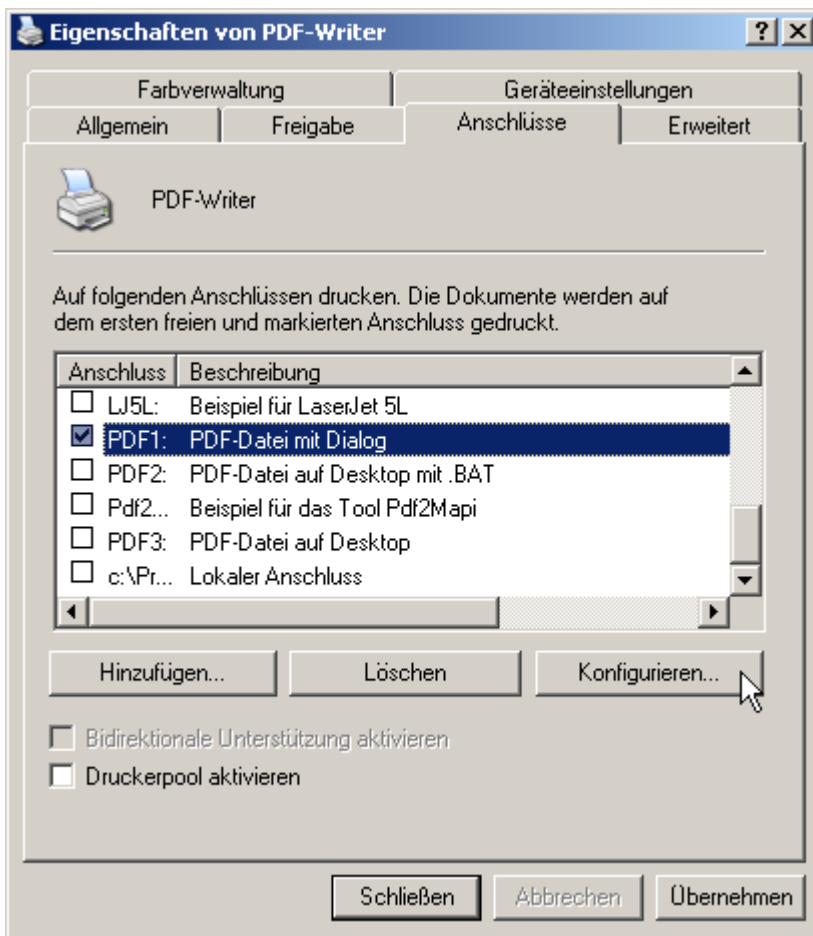 Eigenschaften von PDF-Writer
Farbverwaltung Geräteeinstellungen
Allgemein Freigabe Anschlüsse Erweitert
PDF-Writer
Auf folgenden Anschlüssen drucken. Die Dokumente werden auf
dem ersten freien und markierten Anschluss gedruckt.
Anschluss Beschreibung
LJ5L: Beispiel für LaserJet 5L
PDF1: PDF-Datei mit Dialog
PDF2: PDF-Datei auf Desktop mit .BAT
Pdf2... Beispiel für das Tool Pdf2Mapi
PDF3: PDF-Datei auf Desktop
c:\Pr... Lokaler Anschluss
Hinzufügen... Löschen Konfigurieren...
Bidirektionale Unterstützung aktivieren
Druckerpool aktivieren
Schließen Abbrechen Übernehmen